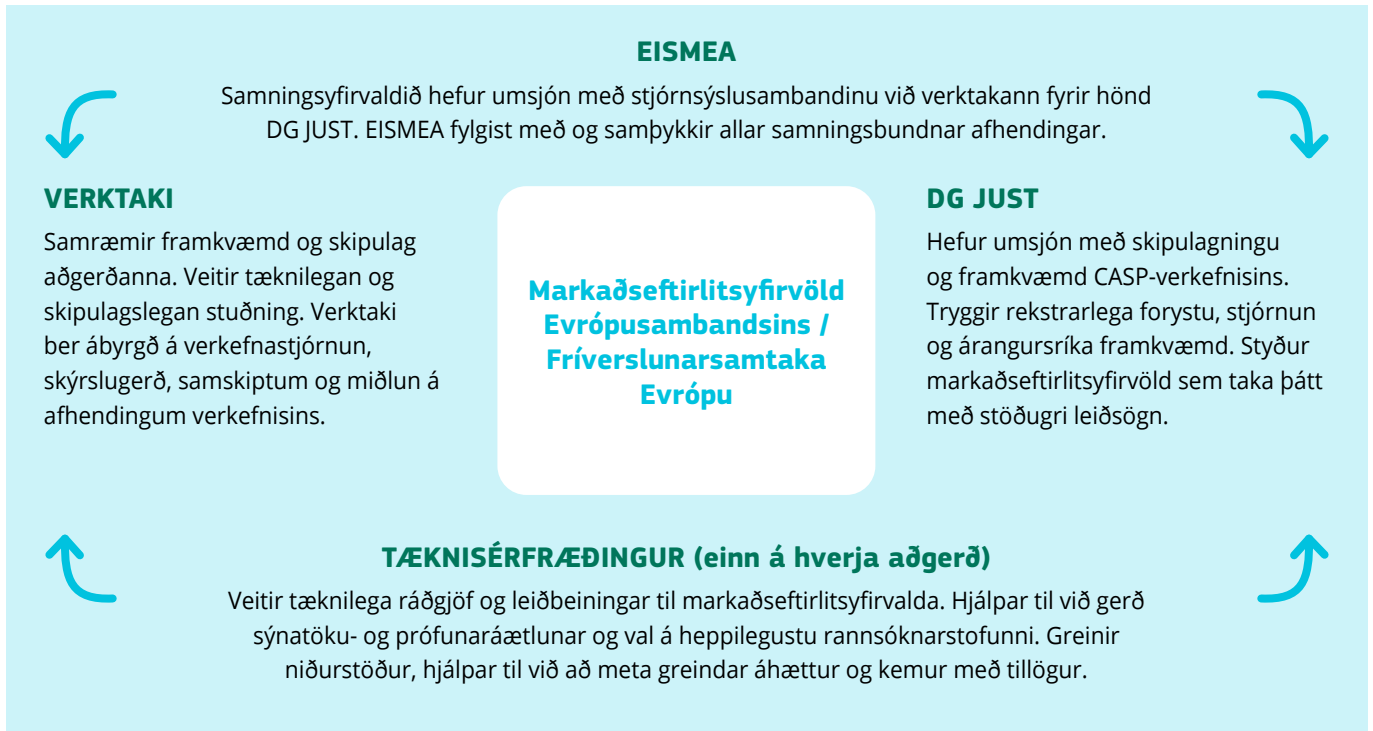 EISMEA
Samningsyfirvaldið hefur umsjón með stjórnsýslusambandinu við verktakann fyrir hönd
DG JUST. EISMEA fylgist með og samþykkir allar samningsbundnar afhendingar.
VERKTAKI
Samræmir framkvæmd og skipulag
aðgerðanna. Veitir tæknilegan og
skipulagslegan stuðning. Verktaki
ber ábyrgð á verkefnastjórnun,
skýrslugerð, samskiptum og miðlun á
afhendingum verkefnisins.
Markaðseftirlitsyfirvöld
Evrópusambandsins /
Fríverslunarsamtaka
Evrópu
DG JUST
Hefur umsjón með skipulagningu
og framkvæmd CASP-verkefnisins.
Tryggir rekstrarlega forystu, stjórnun
og árangursríka framkvæmd. Styður
markaðseftirlitsyfirvöld sem taka þátt
með stöðugri leiðsögn.
TÆKNISÉRFRÆÐINGUR (einn á hverja aðgerð)
Veitir tæknilega ráðgjöf og leiðbeiningar til markaðseftirlitsyfirvalda. Hjálpar til við gerð
sýnatöku- og prófunaráætlunar og val á heppilegustu rannsóknarstofunni. Greinir
niðurstöður, hjálpar til við að meta greindar áhættur og kemur með tillögur.